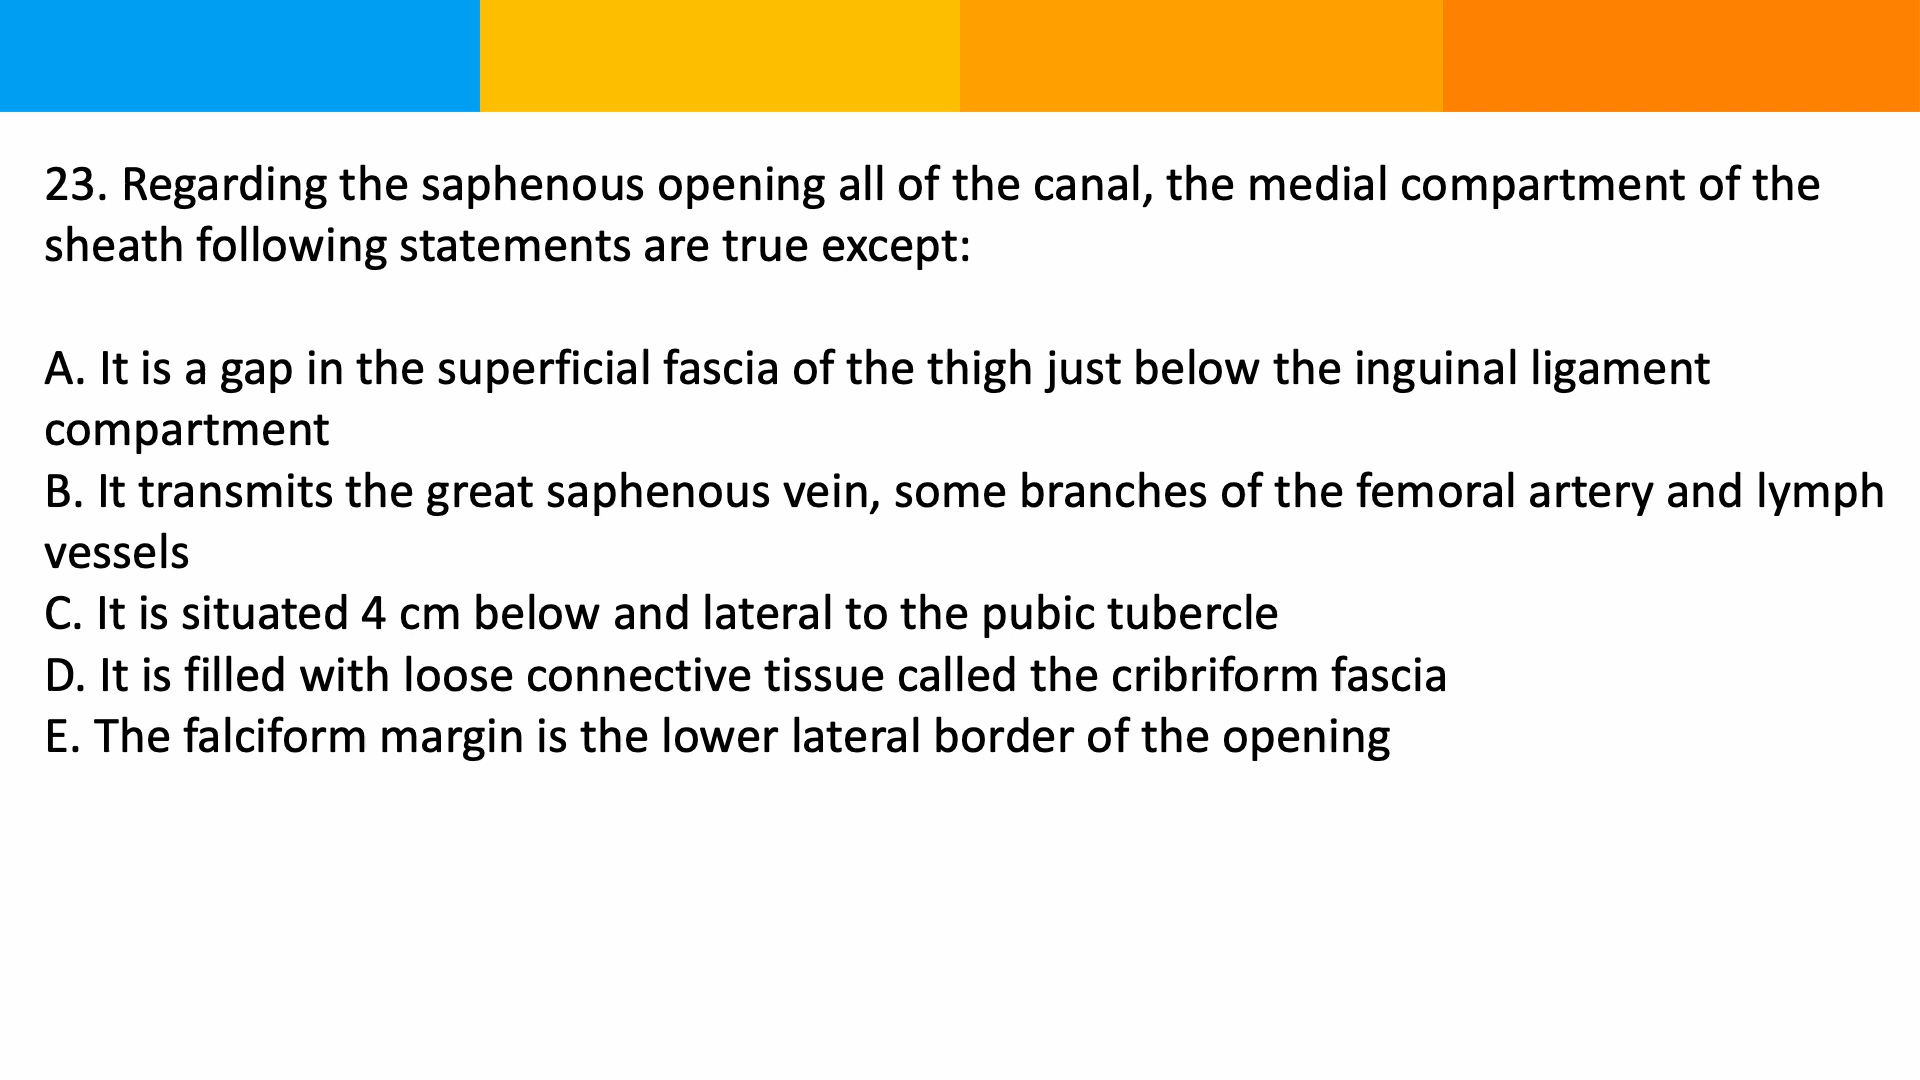 23. Regarding the saphenous opening all of the canal, the medial compartment of the
sheath following statements are true except:
A. It is a gap in the superficial fascia of the thigh just below the inguinal ligament
compartment
B. It transmits the great saphenous vein, some branches of the femoral artery and lymph
vessels
C. It is situated 4 cm below and lateral to the pubic tubercle
D. It is filled with loose connective tissue called the cribriform fascia
E. The falciform margin is the lower lateral border of the opening